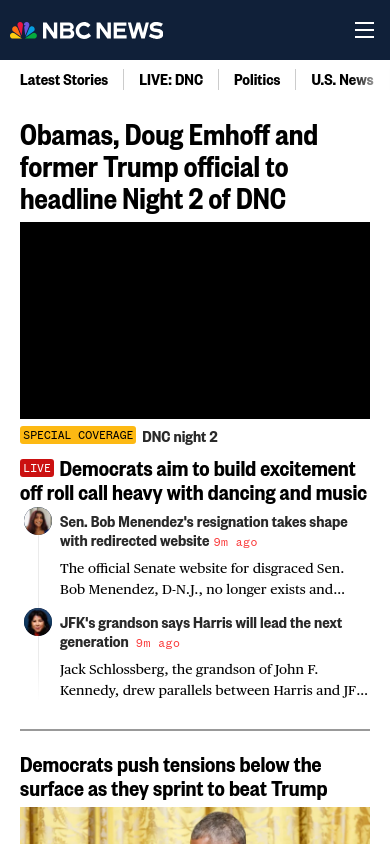 NBC NEWS
Latest Stories
LIVE: DNC
Politics
U.S. News
Obamas, Doug Emhoff and
former Trump official to
headline Night 2 of DNC
SPECIAL COVERAGE DNC night 2
LIVE Democrats aim to build excitement
off roll call heavy with dancing and music
Sen. Bob Menendez's resignation takes shape
with redirected website 9m ago
The official Senate website for disgraced Sen.
Bob Menendez, D-N.J., no longer exists and...
JFK's grandson says Harris will lead the next
generation 9m ago
Jack Schlossberg, the grandson of John F.
Kennedy, drew parallels between Harris and JF...
Democrats push tensions below the
surface as they sprint to beat Trump